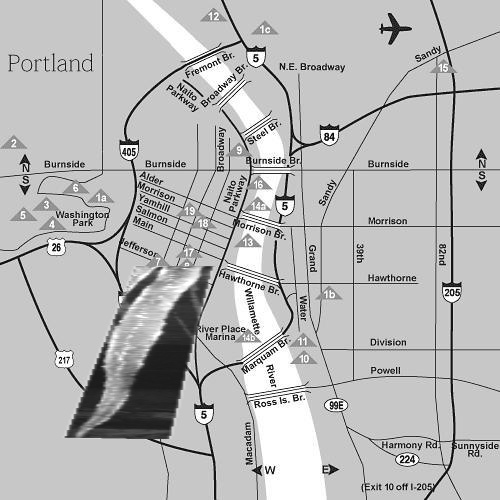 12
1c
Portland
5
Fremont Br.
N.E. Broadway
Sandy
15
Naito
Parkway
Broadway Br.
Steel Br.
84
2
405
Broadway
9
N
S
Burnside
Burnside
Burnside Br.
Burnside
N
S
6
1a
3
5
4
Washington
Park
Alder
Morrison
Yamhill
Salmon
Main
19
18
Naito
Parkway
16
14a
5
Sandy
Morrison Br.
Morrison
26
Jefferson
17
7
13
Grand
39th
82nd
Hawthorne Br.
Hawthorne
205
Willamette
Water
1b
River Place
Marina
14b
Marquam Br.
11
10
Division
217
River
Powell
5
Ross Is. Br.
99E
Macadam
Harmony Rd.
Sunnyside
Rd.
224
W
E
(Exit 10 off I-205)